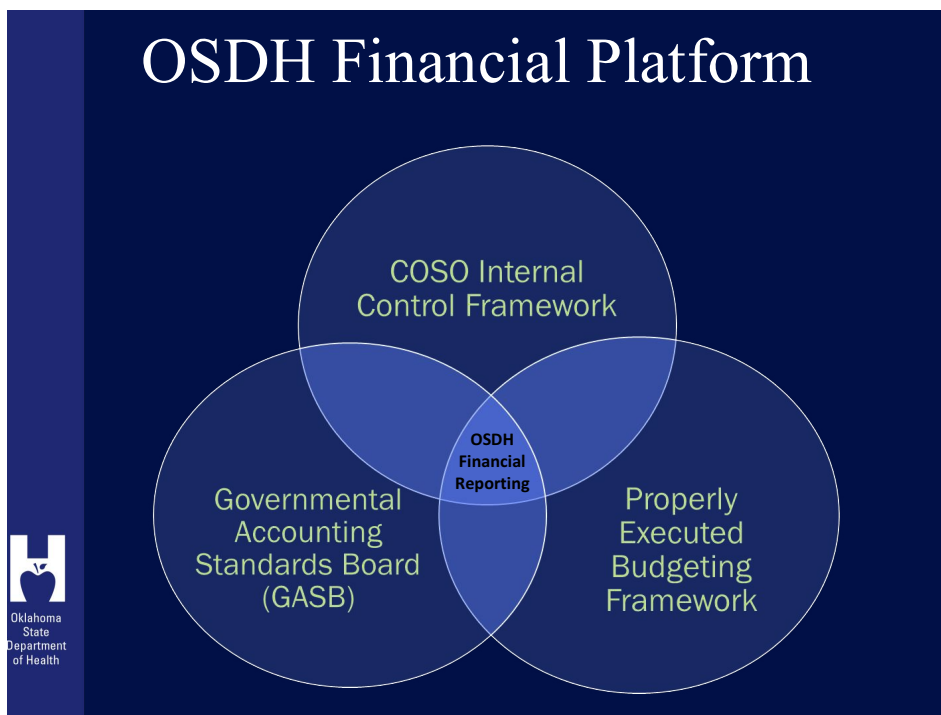 OSDH Financial Platform
COSO Internal
Control Framework
OSDH
Financial
Reporting
Governmental
Accounting
Standards Board
(GASB)
Properly
Executed
Budgeting
Framework
Oklahoma
State
Department
of Health